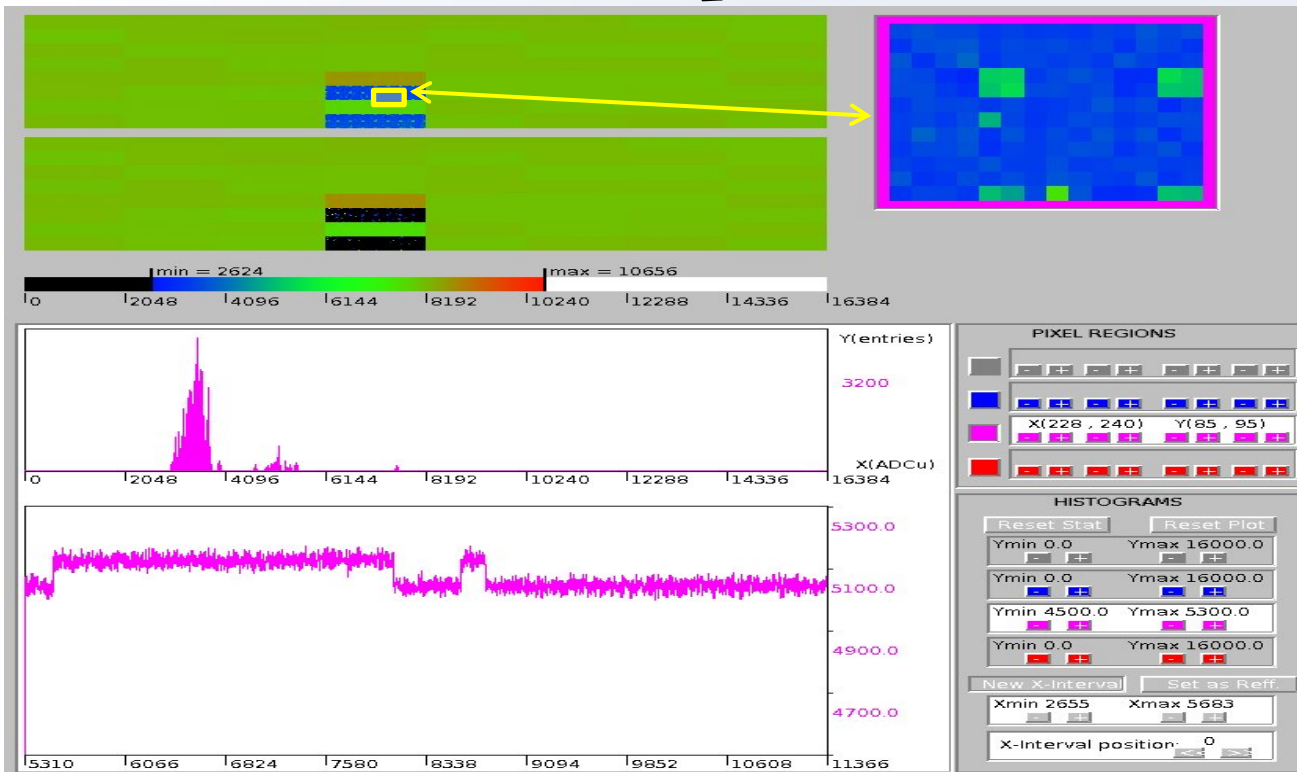 min = 2624 max = 10656
0 2048 4096 6144 8192 10240 12288 14336 16384
Y(entries)
3200
X(ADCu)
0 2048 4096 6144 8192 10240 12288 14336 16384
5300.0
5100.0
4900.0
4700.0
5310 6066 6824 7580 8338 9094 9852 10608 11366
PIXEL REGIONS
- + - + - + - +
- + - + - + - +
X(228 , 240) Y(85 , 95)
- + - + - + - +
- + - + - + - +
HISTOGRAMS
Reset Stat Reset Plot
Ymin 0.0 Ymax 16000.0
- + - +
Ymin 0.0 Ymax 16000.0
- + - +
Ymin 4500.0 Ymax 5300.0
- + - +
Ymin 0.0 Ymax 16000.0
- + - +
New X-Interval Set as Reff.
Xmin 2655 Xmax 5683
- + - +
X-Interval position: 0
<< >>